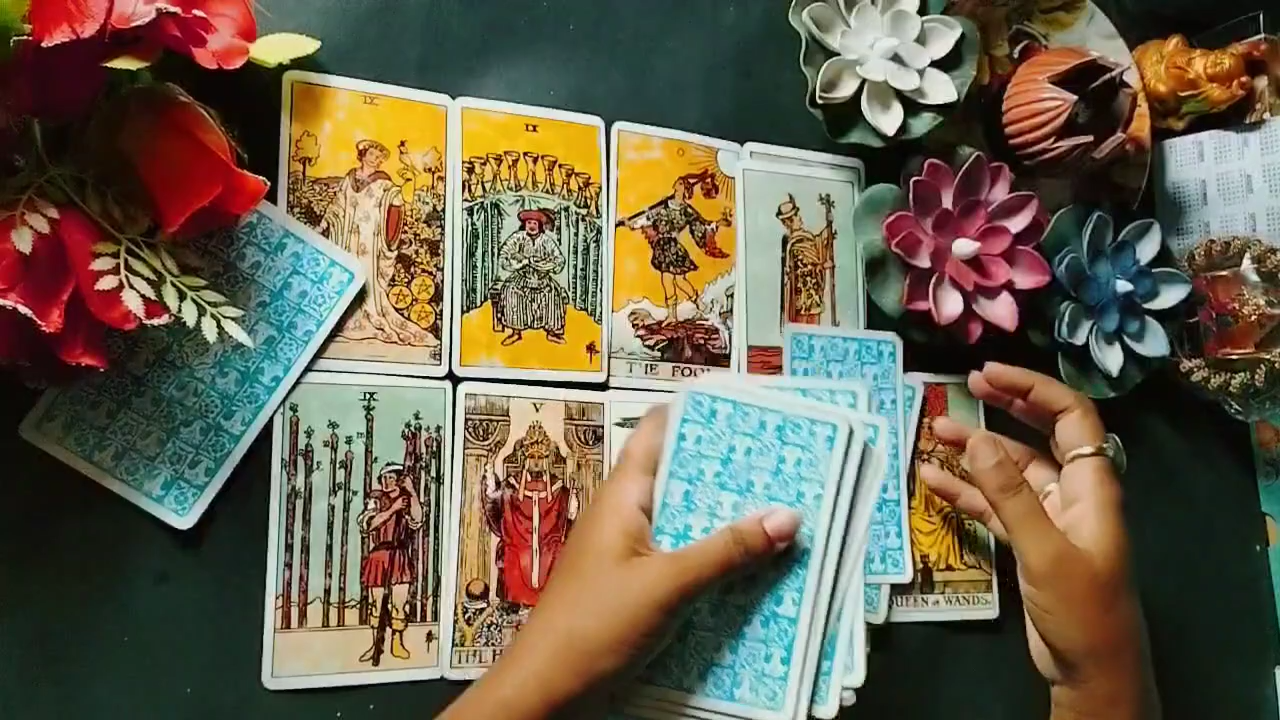 IX
IX
0
THE FOOL
IX
V
THE H
QUEEN of WANDS.